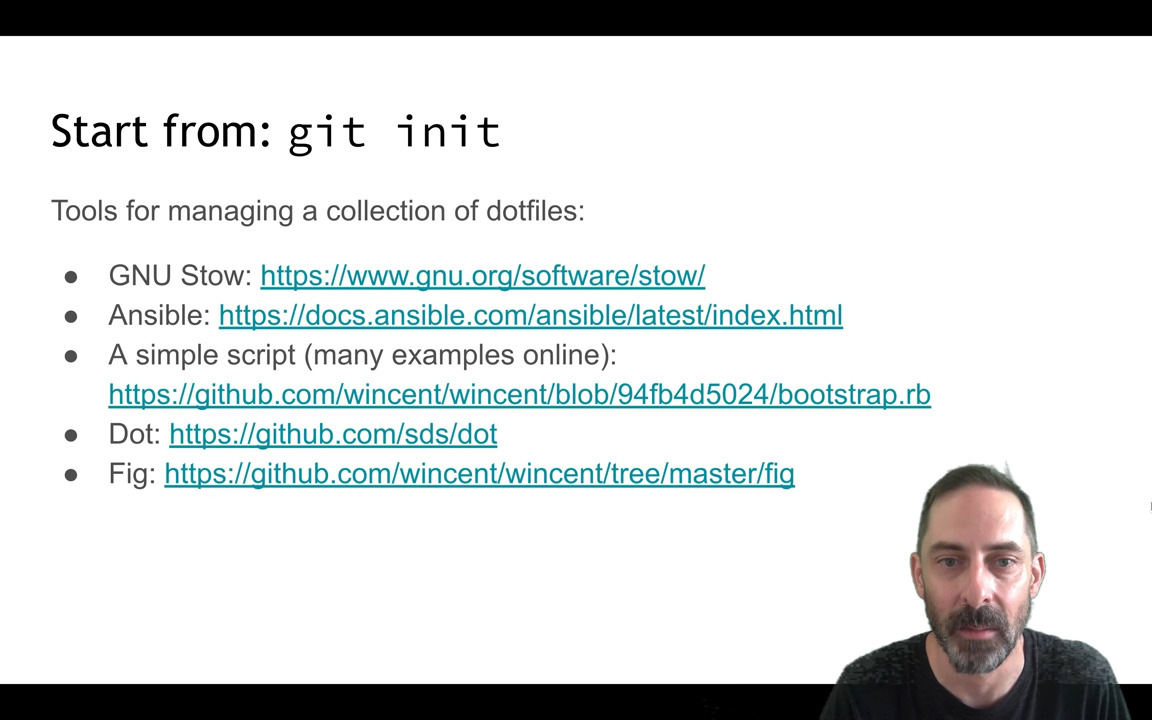 Start from: git init
Tools for managing a collection of dotfiles:
● GNU Stow: https://www.gnu.org/software/stow/
● Ansible: https://docs.ansible.com/ansible/latest/index.html
● A simple script (many examples online):
https://github.com/wincent/wincent/blob/94fb4d5024/bootstrap.rb
● Dot: https://github.com/sds/dot
● Fig: https://github.com/wincent/wincent/tree/master/fig